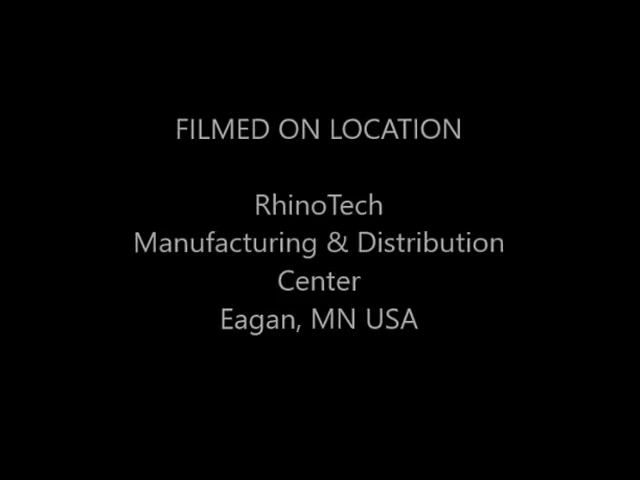 FILMED ON LOCATION
RhinoTech
Manufacturing & Distribution
Center
Eagan, MN USA